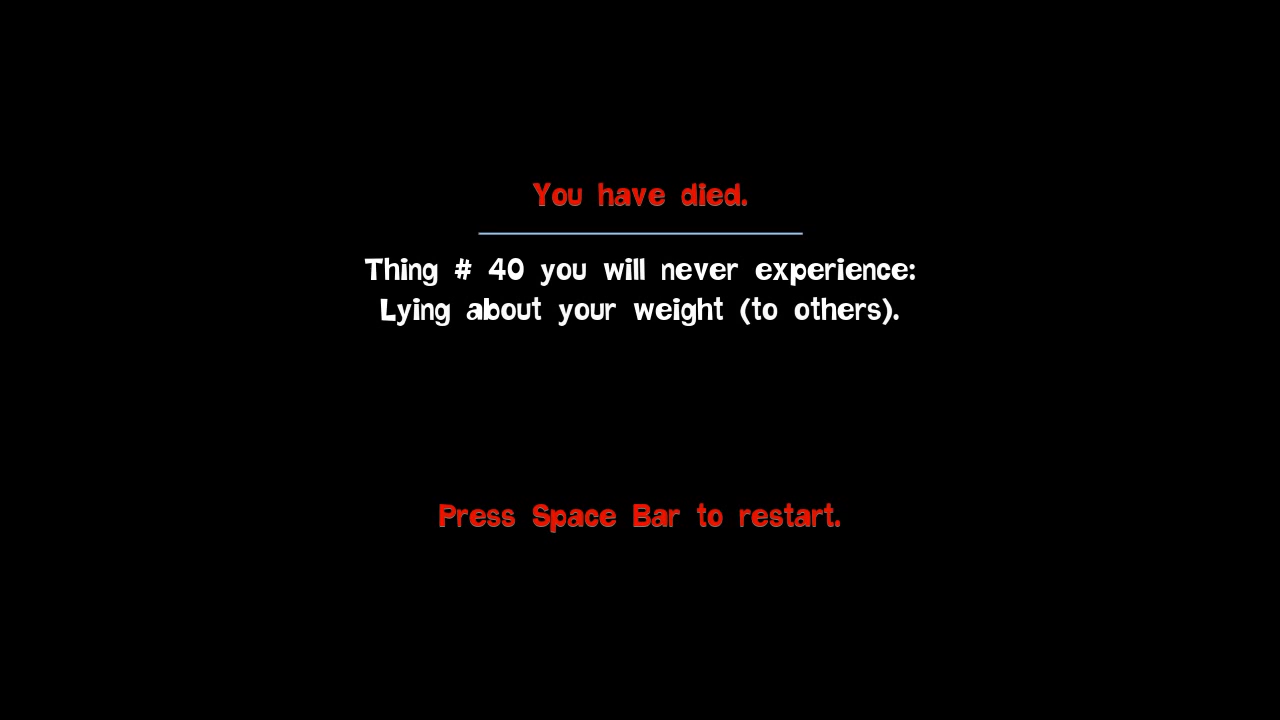 You have died.
Thing # 40 you will never experience:
Lying about your weight (to others).
Press Space Bar to restart.